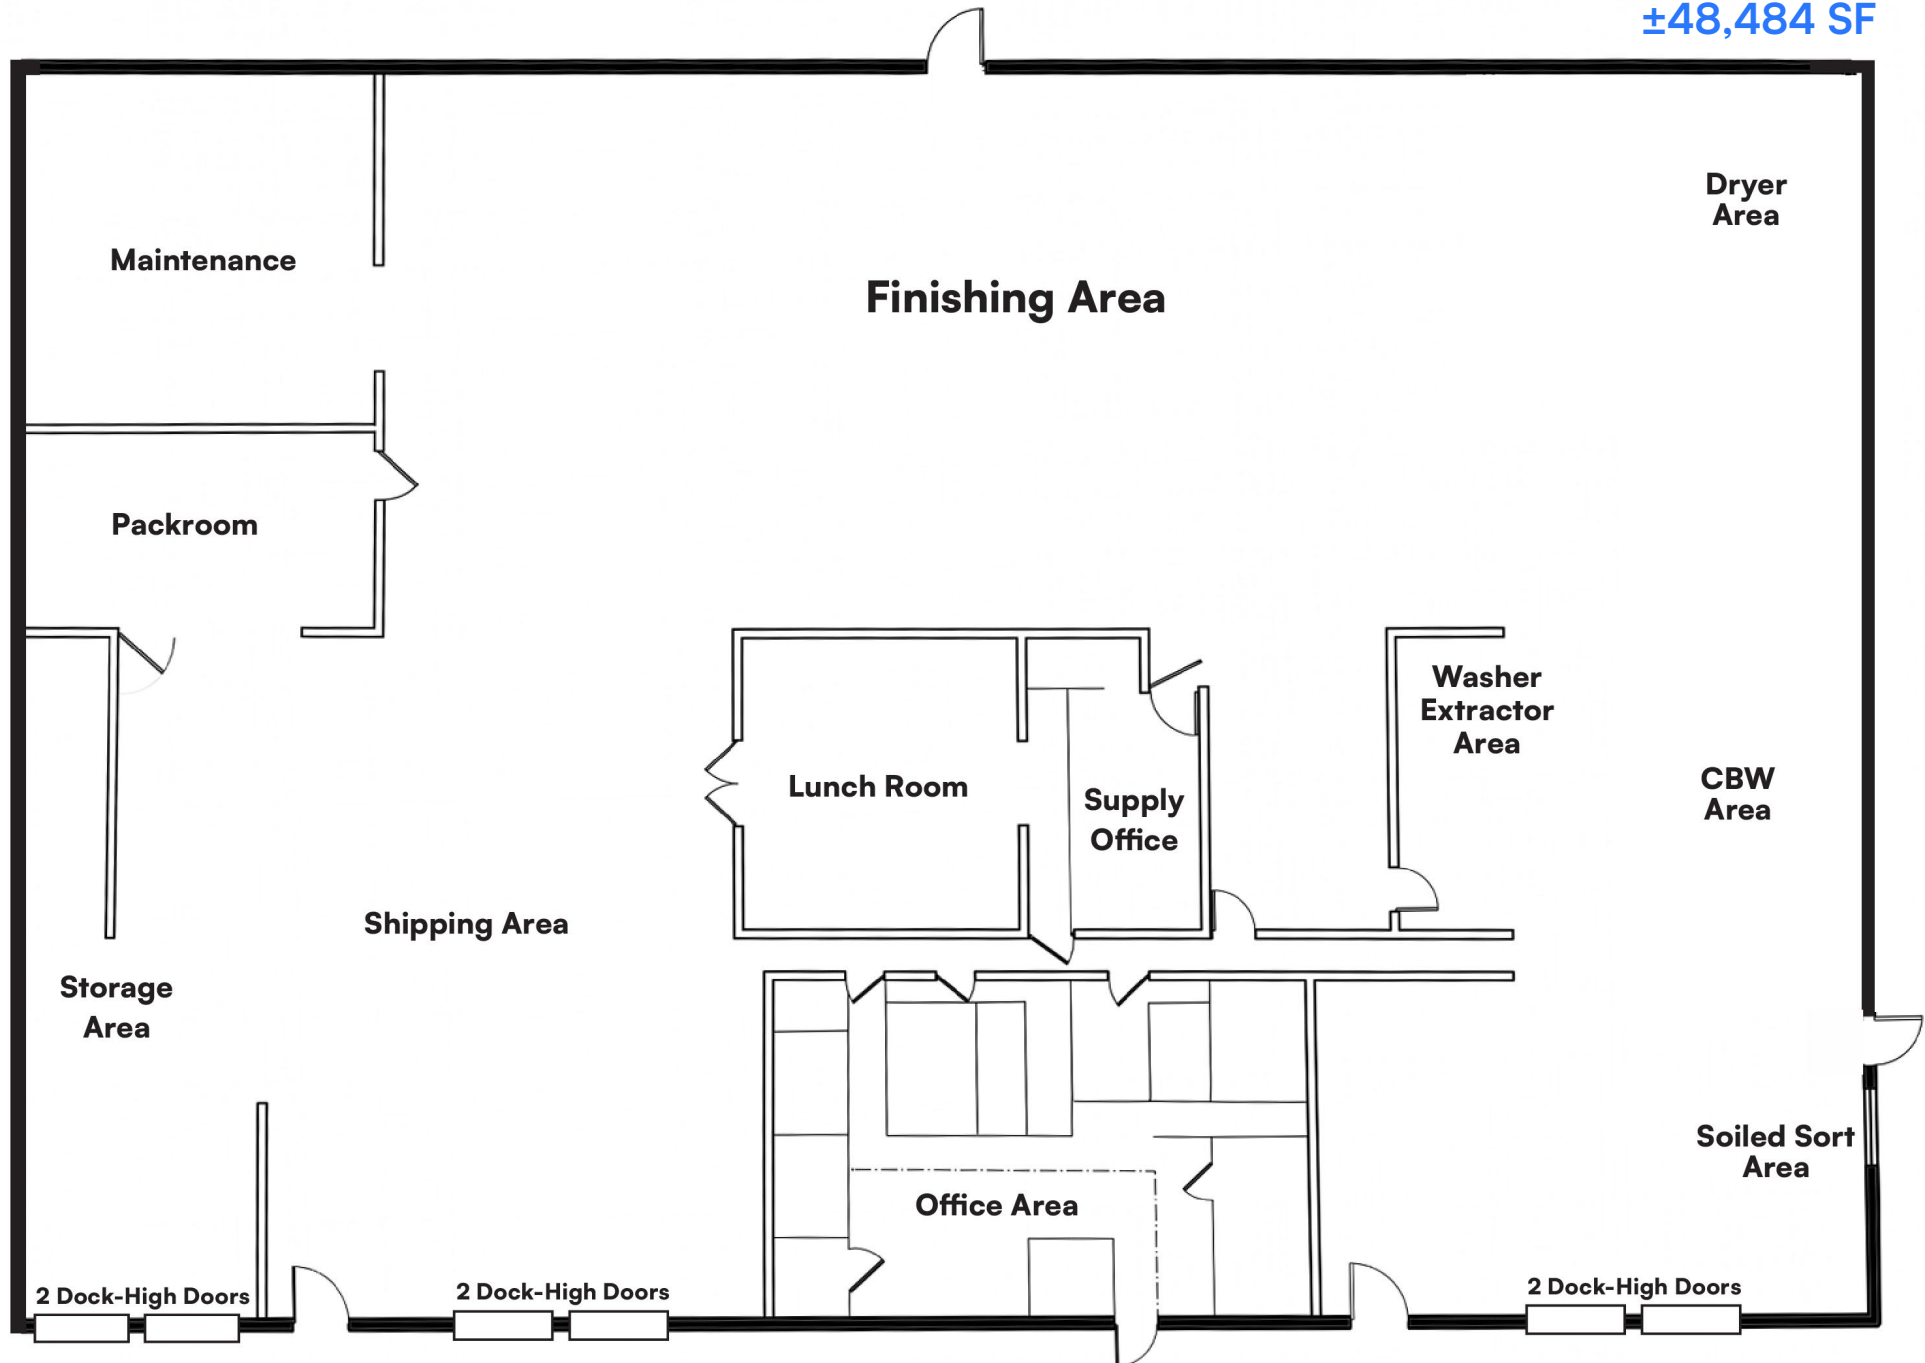 ±48,484 SF
Dryer
Area
Maintenance
Finishing Area
Packroom
Washer
Extractor
Area
Lunch Room
Supply
Office
CBW
Area
Shipping Area
Storage
Area
Soiled Sort
Area
Office Area
2 Dock-High Doors
2 Dock-High Doors
2 Dock-High Doors